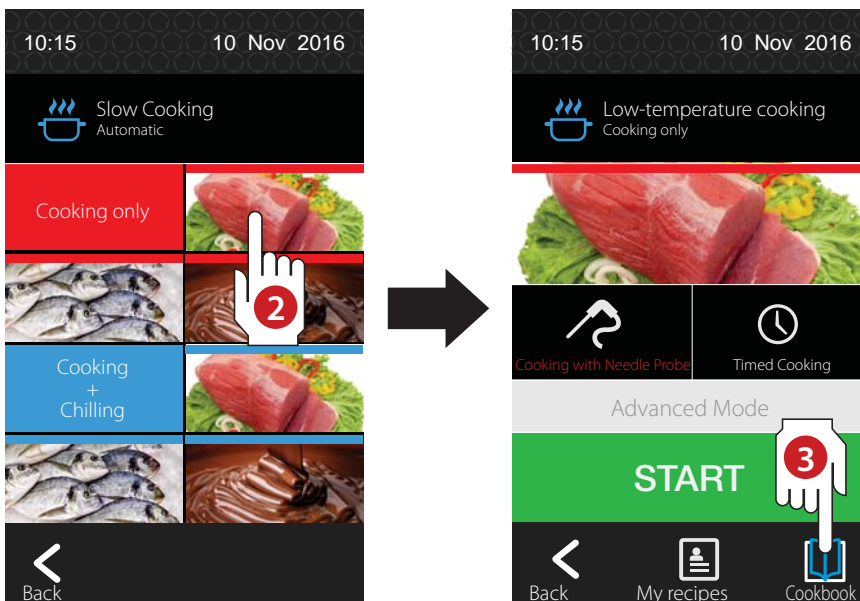 10:15 10 Nov 2016
Slow Cooking
Automatic
Cooking only
2
Cooking
+
Chilling
Back
10:15 10 Nov 2016
Low-temperature cooking
Cooking only
Cooking with Needle Probe
Timed Cooking
Advanced Mode
START
3
Back
My recipes
Cookbook